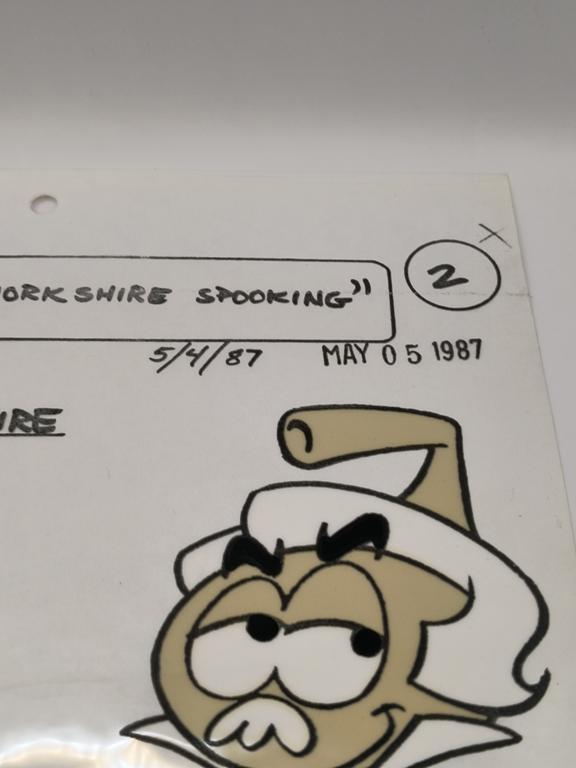 ORKSHIRE SPOOKING" 2
5/4/87 MAY 05 1987
IRE